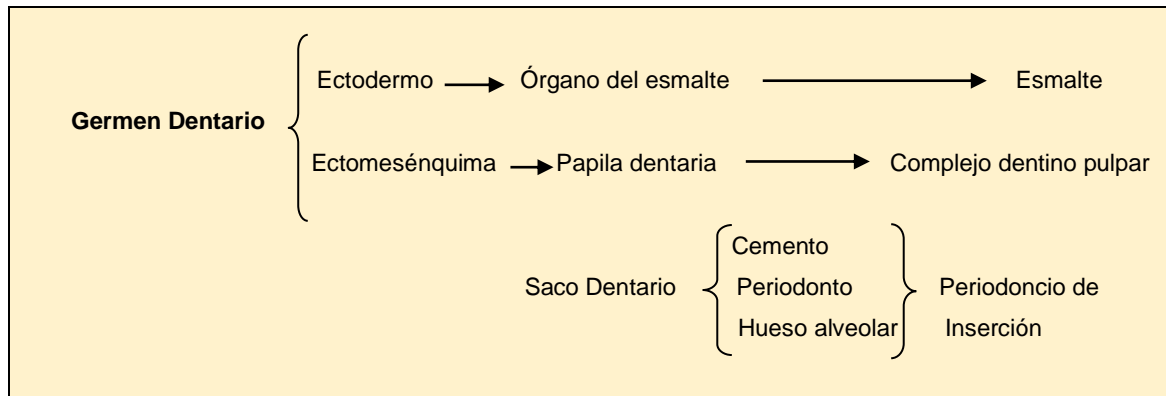 Ectodermo Órgano del esmalte Esmalte
Germen Dentario
Ectomesénquima Papila dentaria Complejo dentino pulpar
Cemento
Saco Dentario Periodonto Periodoncio de
Hueso alveolar Inserción